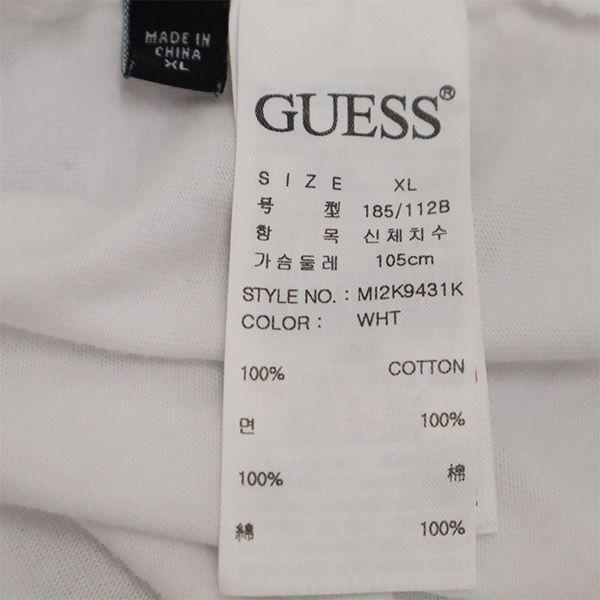 MADE IN
CHINA
XL
GUESS®
SIZE XL
号 型 185/112B
항 목 신체치수
가슴둘레 105cm
STYLE NO. : MI2K9431K
COLOR : WHT
100% COTTON
면 100%
100% 棉
綿 100%